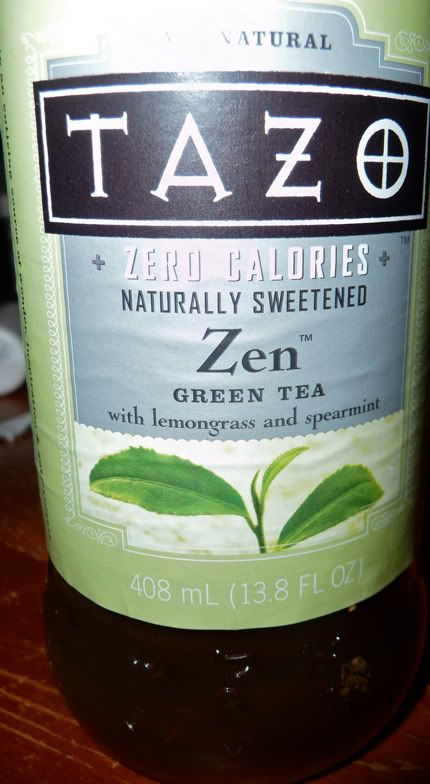 NATURAL
TAZO
™
+ ZERO CALORIES +
NATURALLY SWEETENED
Zen™
GREEN TEA
with lemongrass and spearmint
408 mL (13.8 FL OZ)